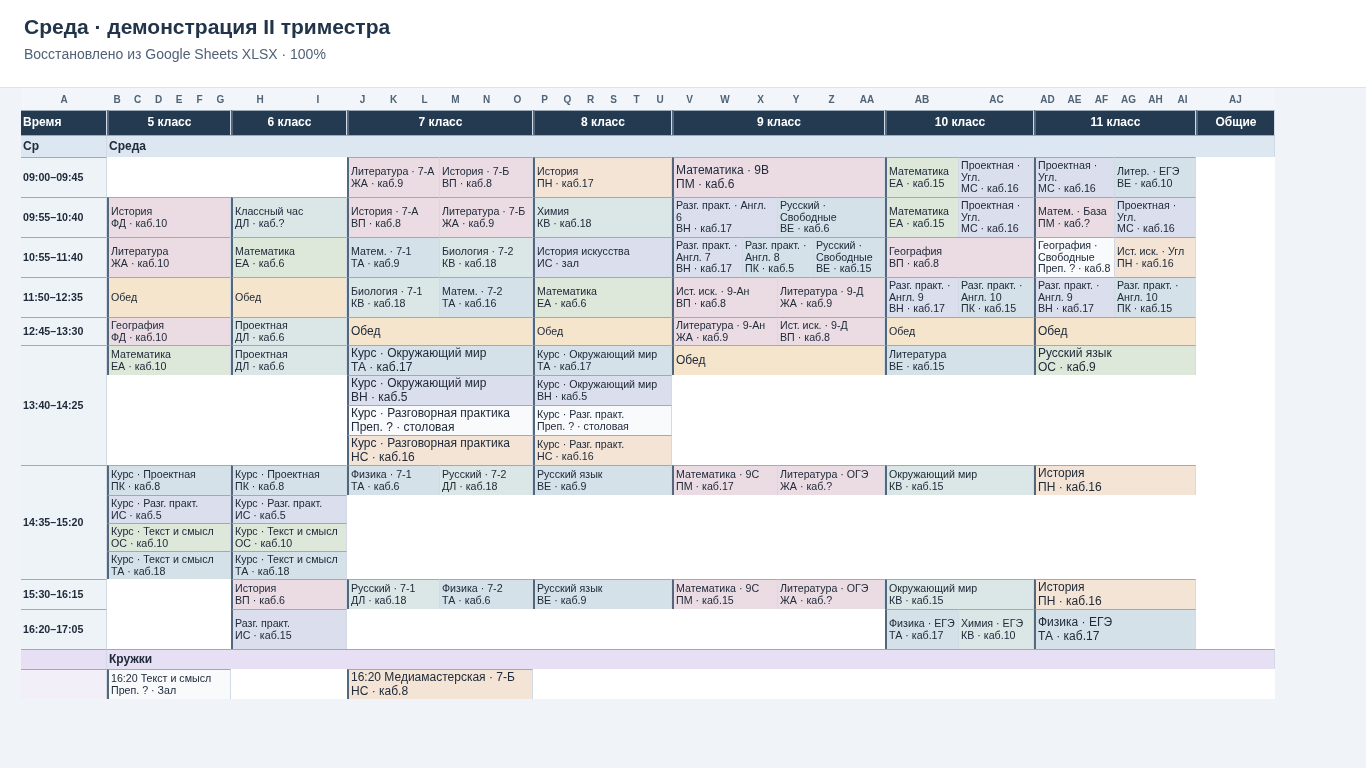 Среда · демонстрация II триместра
Восстановлено из Google Sheets XLSX · 100%
A B C D E F G H I J K L M N O P Q R S T U V W X Y Z AA AB AC AD AE AF AG AH AI AJ
Время 5 класс 6 класс 7 класс 8 класс 9 класс 10 класс 11 класс Общие
Ср Среда
09:00–09:45
Литература · 7-А
ЖА · каб.9
История · 7-Б
ВП · каб.8
История
ПН · каб.17
Математика · 9В
ПМ · каб.6
Математика
ЕА · каб.15
Проектная ·
Угл.
МС · каб.16
Проектная ·
Угл.
МС · каб.16
Литер. · ЕГЭ
ВЕ · каб.10
09:55–10:40
История
ФД · каб.10
Классный час
ДЛ · каб.?
История · 7-А
ВП · каб.8
Литература · 7-Б
ЖА · каб.9
Химия
КВ · каб.18
Разг. практ. · Англ.
6
ВН · каб.17
Русский ·
Свободные
ВЕ · каб.6
Математика
ЕА · каб.15
Проектная ·
Угл.
МС · каб.16
Матем. · База
ПМ · каб.?
Проектная ·
Угл.
МС · каб.16
10:55–11:40
Литература
ЖА · каб.10
Математика
ЕА · каб.6
Матем. · 7-1
ТА · каб.9
Биология · 7-2
КВ · каб.18
История искусства
ИС · зал
Разг. практ. ·
Англ. 7
ВН · каб.17
Разг. практ. ·
Англ. 8
ПК · каб.5
Русский ·
Свободные
ВЕ · каб.15
География
ВП · каб.8
География ·
Свободные
Преп. ? · каб.8
Ист. иск. · Угл
ПН · каб.16
11:50–12:35
Обед
Обед
Биология · 7-1
КВ · каб.18
Матем. · 7-2
ТА · каб.16
Математика
ЕА · каб.6
Ист. иск. · 9-Ан
ВП · каб.8
Литература · 9-Д
ЖА · каб.9
Разг. практ. ·
Англ. 9
ВН · каб.17
Разг. практ. ·
Англ. 10
ПК · каб.15
Разг. практ. ·
Англ. 9
ВН · каб.17
Разг. практ. ·
Англ. 10
ПК · каб.15
12:45–13:30
География
ФД · каб.10
Проектная
ДЛ · каб.6
Обед
Обед
Литература · 9-Ан
ЖА · каб.9
Ист. иск. · 9-Д
ВП · каб.8
Обед
Обед
13:40–14:25
Математика
ЕА · каб.10
Проектная
ДЛ · каб.6
Курс · Окружающий мир
ТА · каб.17
Курс · Окружающий мир
ТА · каб.17
Обед
Литература
ВЕ · каб.15
Русский язык
ОС · каб.9
Курс · Окружающий мир
ВН · каб.5
Курс · Окружающий мир
ВН · каб.5
Курс · Разговорная практика
Преп. ? · столовая
Курс · Разг. практ.
Преп. ? · столовая
Курс · Разговорная практика
НС · каб.16
Курс · Разг. практ.
НС · каб.16
14:35–15:20
Курс · Проектная
ПК · каб.8
Курс · Проектная
ПК · каб.8
Физика · 7-1
ТА · каб.6
Русский · 7-2
ДЛ · каб.18
Русский язык
ВЕ · каб.9
Математика · 9С
ПМ · каб.17
Литература · ОГЭ
ЖА · каб.?
Окружающий мир
КВ · каб.15
История
ПН · каб.16
Курс · Разг. практ.
ИС · каб.5
Курс · Разг. практ.
ИС · каб.5
Курс · Текст и смысл
ОС · каб.10
Курс · Текст и смысл
ОС · каб.10
Курс · Текст и смысл
ТА · каб.18
Курс · Текст и смысл
ТА · каб.18
15:30–16:15
История
ВП · каб.6
Русский · 7-1
ДЛ · каб.18
Физика · 7-2
ТА · каб.6
Русский язык
ВЕ · каб.9
Математика · 9С
ПМ · каб.15
Литература · ОГЭ
ЖА · каб.?
Окружающий мир
КВ · каб.15
История
ПН · каб.16
16:20–17:05
Разг. практ.
ИС · каб.15
Физика · ЕГЭ
ТА · каб.17
Химия · ЕГЭ
КВ · каб.10
Физика · ЕГЭ
ТА · каб.17
Кружки
16:20 Текст и смысл
Преп. ? · Зал
16:20 Медиамастерская · 7-Б
НС · каб.8